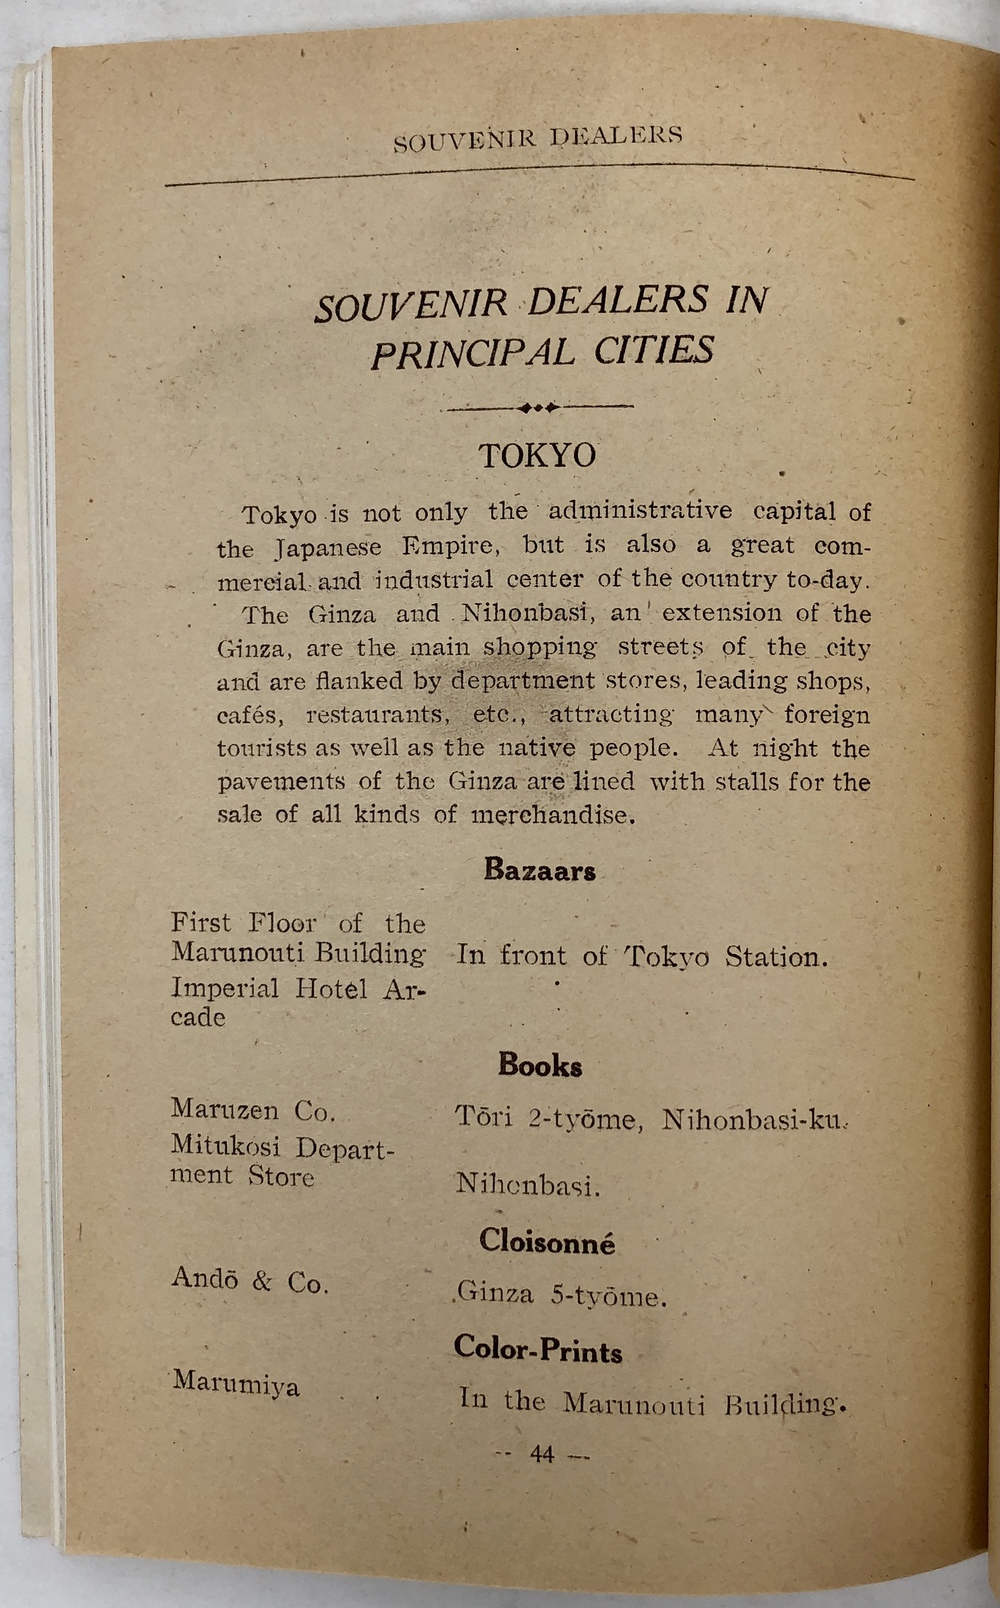 SOUVENIR DEALERS
SOUVENIR DEALERS IN
PRINCIPAL CITIES
TOKYO
Tokyo is not only the administrative capital of
the Japanese Empire, but is also a great com-
mercial and industrial center of the country to-day.
The Ginza and Nihonbasi, an extension of the
Ginza, are the main shopping streets of the city
and are flanked by department stores, leading shops,
cafés, restaurants, etc., attracting many foreign
tourists as well as the native people. At night the
pavements of the Ginza are lined with stalls for the
sale of all kinds of merchandise.
Bazaars
First Floor of the
Marunouti Building In front of Tokyo Station.
Imperial Hotel Ar-
cade
Books
Maruzen Co. Tōri 2-tyōme, Nihonbasi-ku.
Mitukosi Depart-
ment Store Nihonbasi.
Cloisonné
Andō & Co. Ginza 5-tyōme.
Color-Prints
Marumiya In the Marunouti Building.
— 44 —